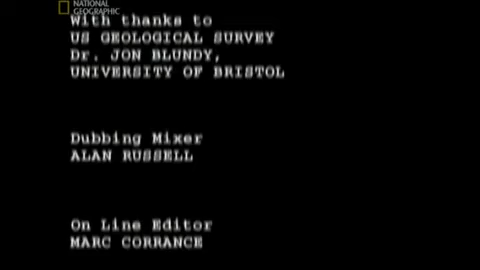 NATIONAL
GEOGRAPHIC
With thanks to
US GEOLOGICAL SURVEY
Dr. JON BLUNDY,
UNIVERSITY OF BRISTOL
Dubbing Mixer
ALAN RUSSELL
On Line Editor
MARC CORRANCE